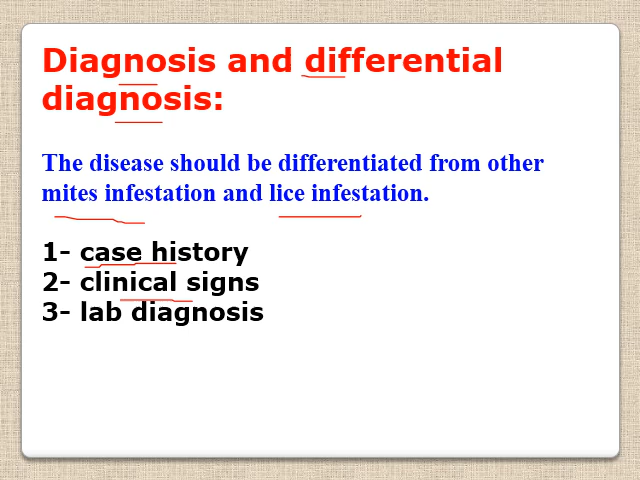 Diagnosis and differential
diagnosis:
The disease should be differentiated from other
mites infestation and lice infestation.
1- case history
2- clinical signs
3- lab diagnosis